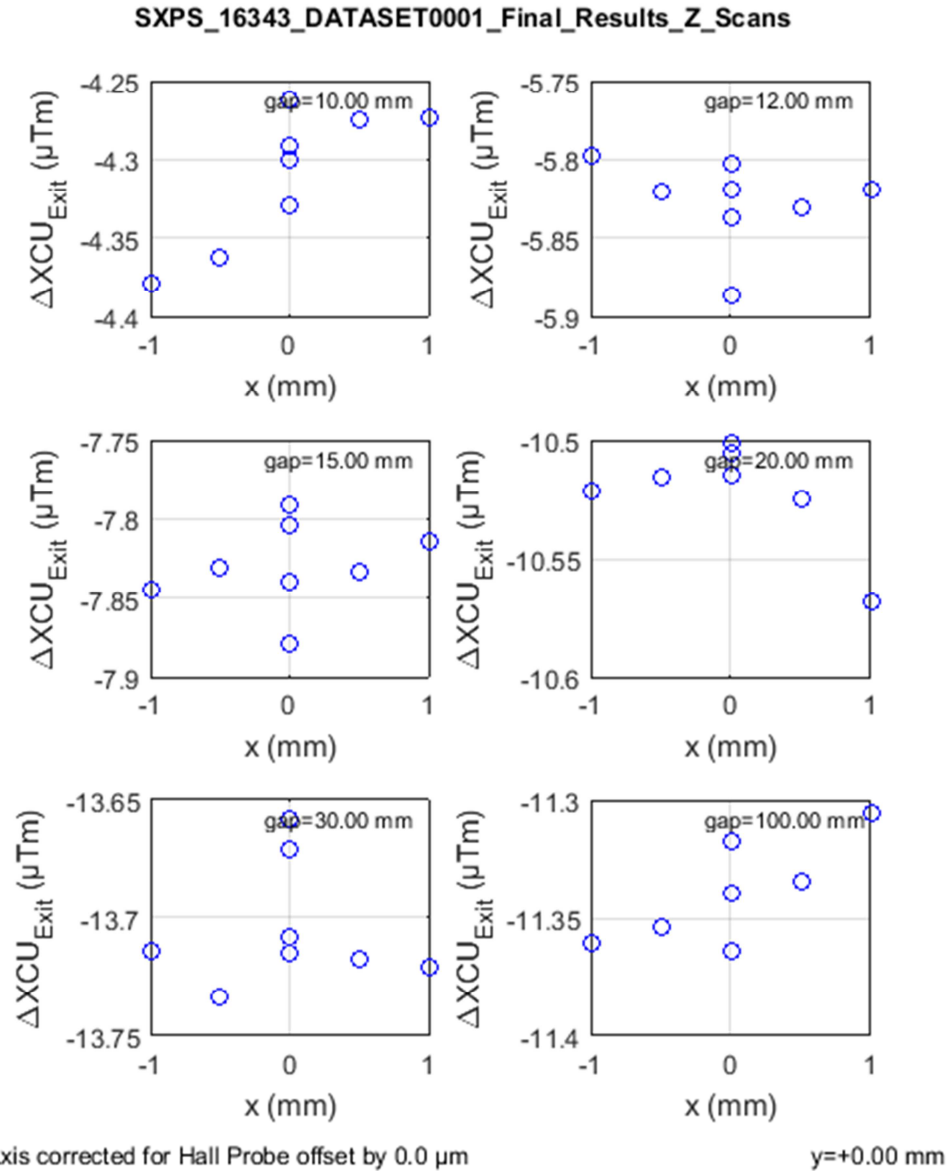 SXPS_16343_DATASET0001_Final_Results_Z_Scans
-4.25
-4.3
-4.35
-4.4
ΔXCU_Exit (µTm)
gap=10.00 mm
-1 0 1
x (mm)
-5.75
-5.8
-5.85
-5.9
ΔXCU_Exit (µTm)
gap=12.00 mm
-1 0 1
x (mm)
-7.75
-7.8
-7.85
-7.9
ΔXCU_Exit (µTm)
gap=15.00 mm
-1 0 1
x (mm)
-10.5
-10.55
-10.6
ΔXCU_Exit (µTm)
gap=20.00 mm
-1 0 1
x (mm)
-13.65
-13.7
-13.75
ΔXCU_Exit (µTm)
gap=30.00 mm
-1 0 1
x (mm)
-11.3
-11.35
-11.4
ΔXCU_Exit (µTm)
gap=100.00 mm
-1 0 1
x (mm)
xis corrected for Hall Probe offset by 0.0 µm
y=+0.00 mm